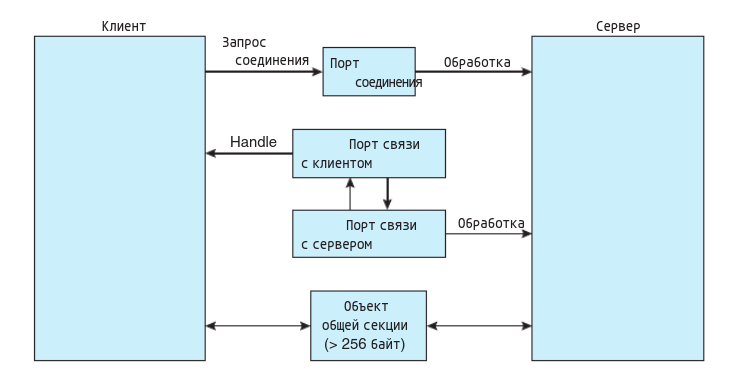 Клиент
Сервер
Запрос
соединения
Порт
соединения
Обработка
Handle
Порт связи
с клиентом
Порт связи
с сервером
Обработка
Объект
общей секции
(> 256 байт)